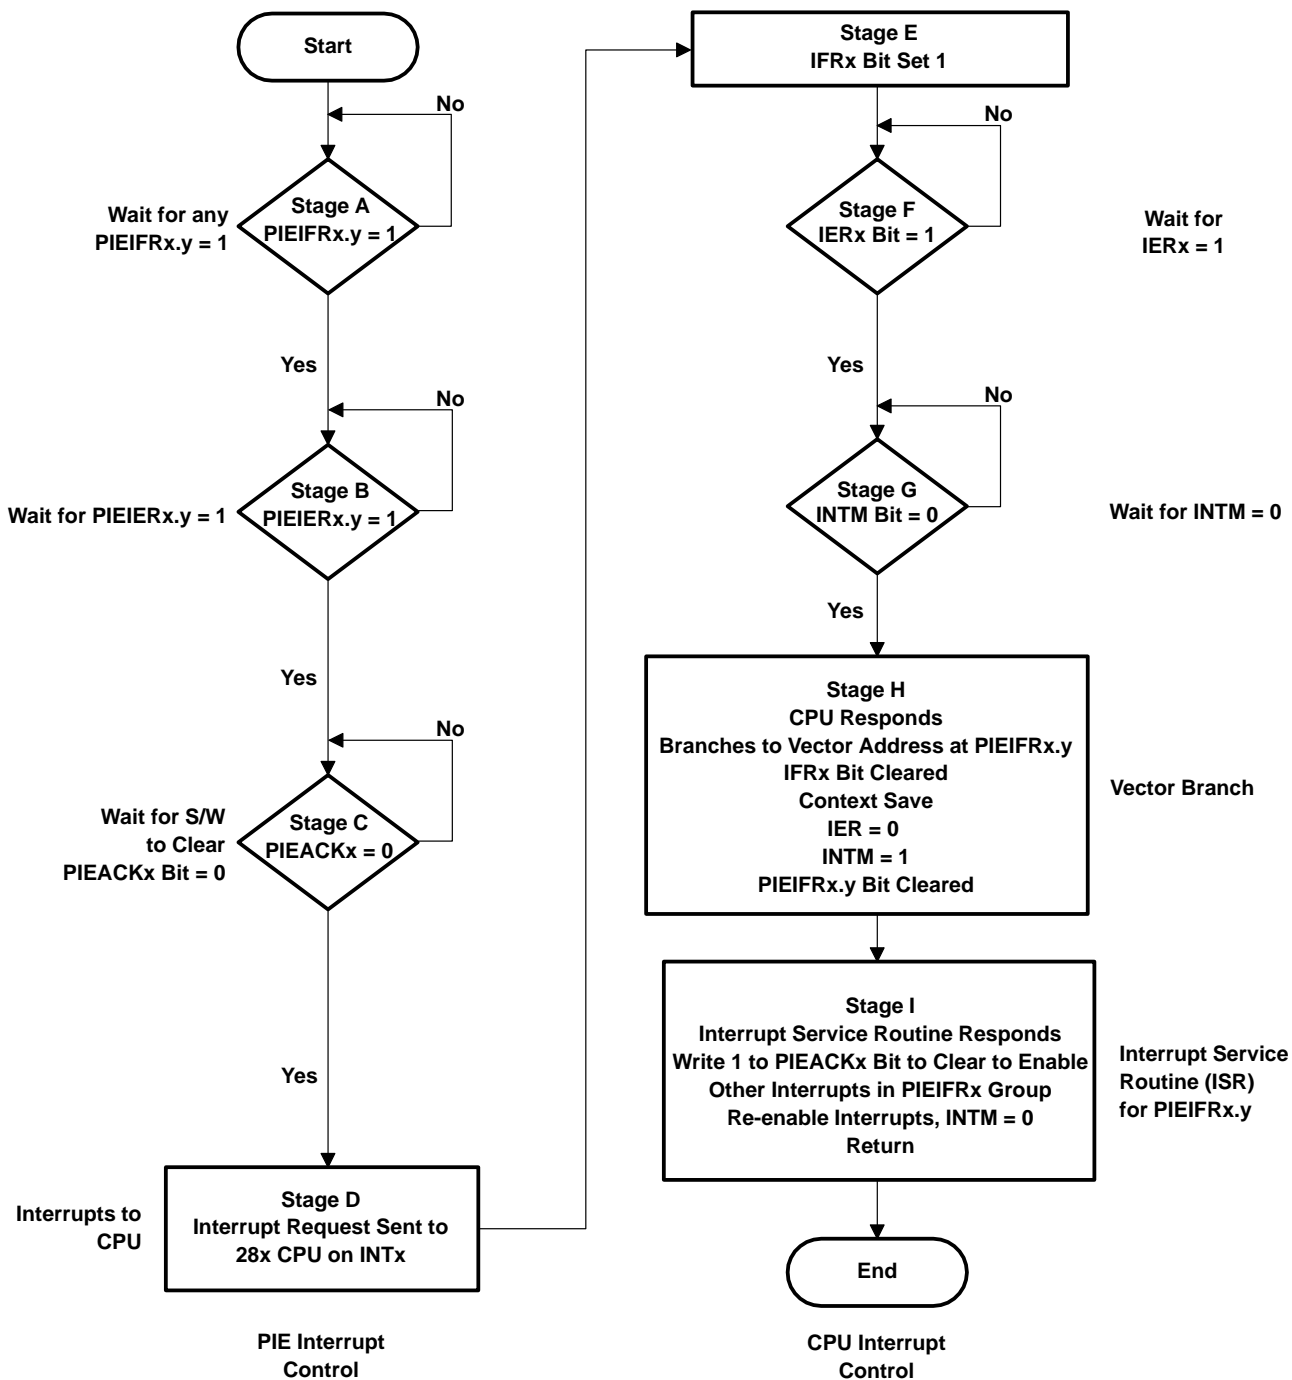 Start
No
Stage A
PIEIFRx.y = 1
Wait for any
PIEIFRx.y = 1
Yes
No
Stage B
PIEIERx.y = 1
Wait for PIEIERx.y = 1
Yes
No
Stage C
PIEACKx = 0
Wait for S/W
to Clear
PIEACKx Bit = 0
Yes
Stage D
Interrupt Request Sent to
28x CPU on INTx
Interrupts to
CPU
PIE Interrupt
Control
Stage E
IFRx Bit Set 1
No
Stage F
IERx Bit = 1
Wait for
IERx = 1
Yes
No
Stage G
INTM Bit = 0
Wait for INTM = 0
Yes
Stage H
CPU Responds
Branches to Vector Address at PIEIFRx.y
IFRx Bit Cleared
Context Save
IER = 0
INTM = 1
PIEIFRx.y Bit Cleared
Vector Branch
Stage I
Interrupt Service Routine Responds
Write 1 to PIEACKx Bit to Clear to Enable
Other Interrupts in PIEIFRx Group
Re-enable Interrupts, INTM = 0
Return
Interrupt Service
Routine (ISR)
for PIEIFRx.y
End
CPU Interrupt
Control